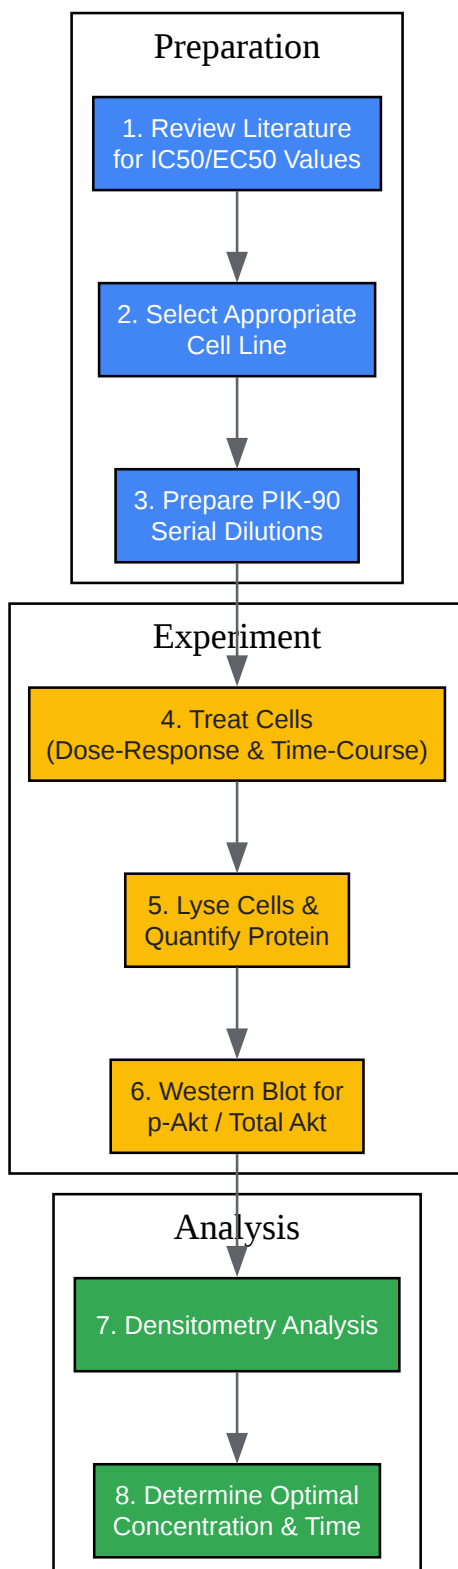 Preparation
1. Review Literature
for IC50/EC50 Values
2. Select Appropriate
Cell Line
3. Prepare PIK-90
Serial Dilutions
Experiment
4. Treat Cells
(Dose-Response & Time-Course)
5. Lyse Cells &
Quantify Protein
6. Western Blot for
p-Akt / Total Akt
Analysis
7. Densitometry Analysis
8. Determine Optimal
Concentration & Time